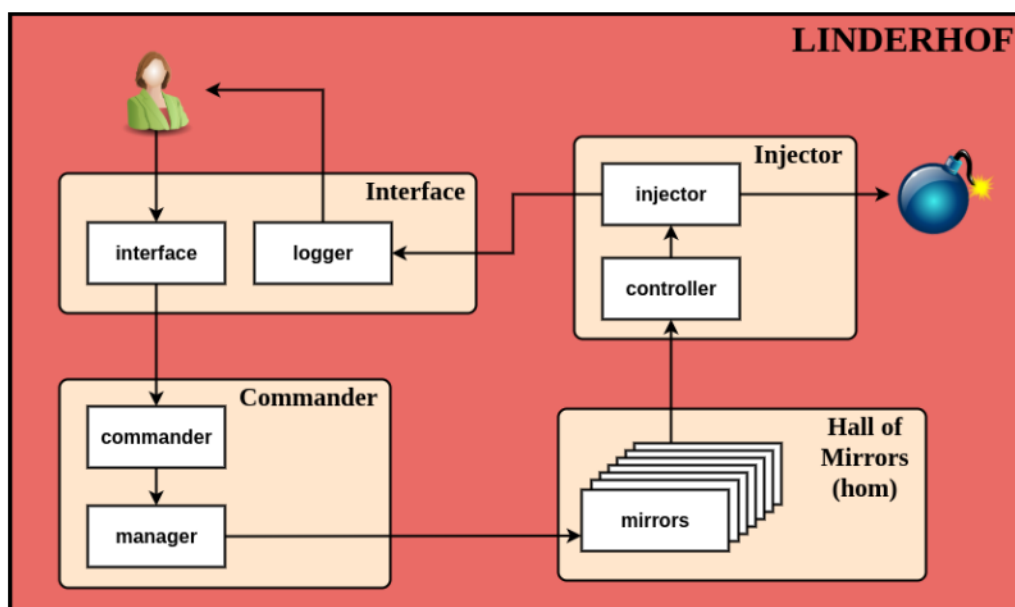 LINDERHOF
Interface
interface
logger
Injector
injector
controller
Commander
commander
manager
Hall of
Mirrors
(hom)
mirrors